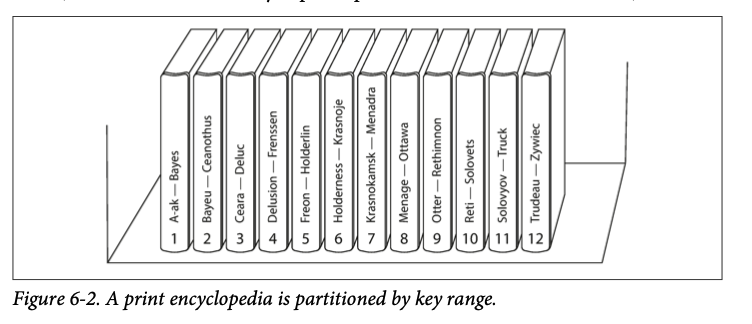 A-ak — Bayes
1
Bayeu — Ceanothus
2
Ceara — Deluc
3
Delusion — Frenssen
4
Freon — Holderlin
5
Holderness — Krasnoje
6
Krasnokamsk — Menadra
7
Menage — Ottawa
8
Otter — Rethimnon
9
Reti — Solovets
10
Solovyov — Truck
11
Trudeau — Zywiec
12
Figure 6-2. A print encyclopedia is partitioned by key range.